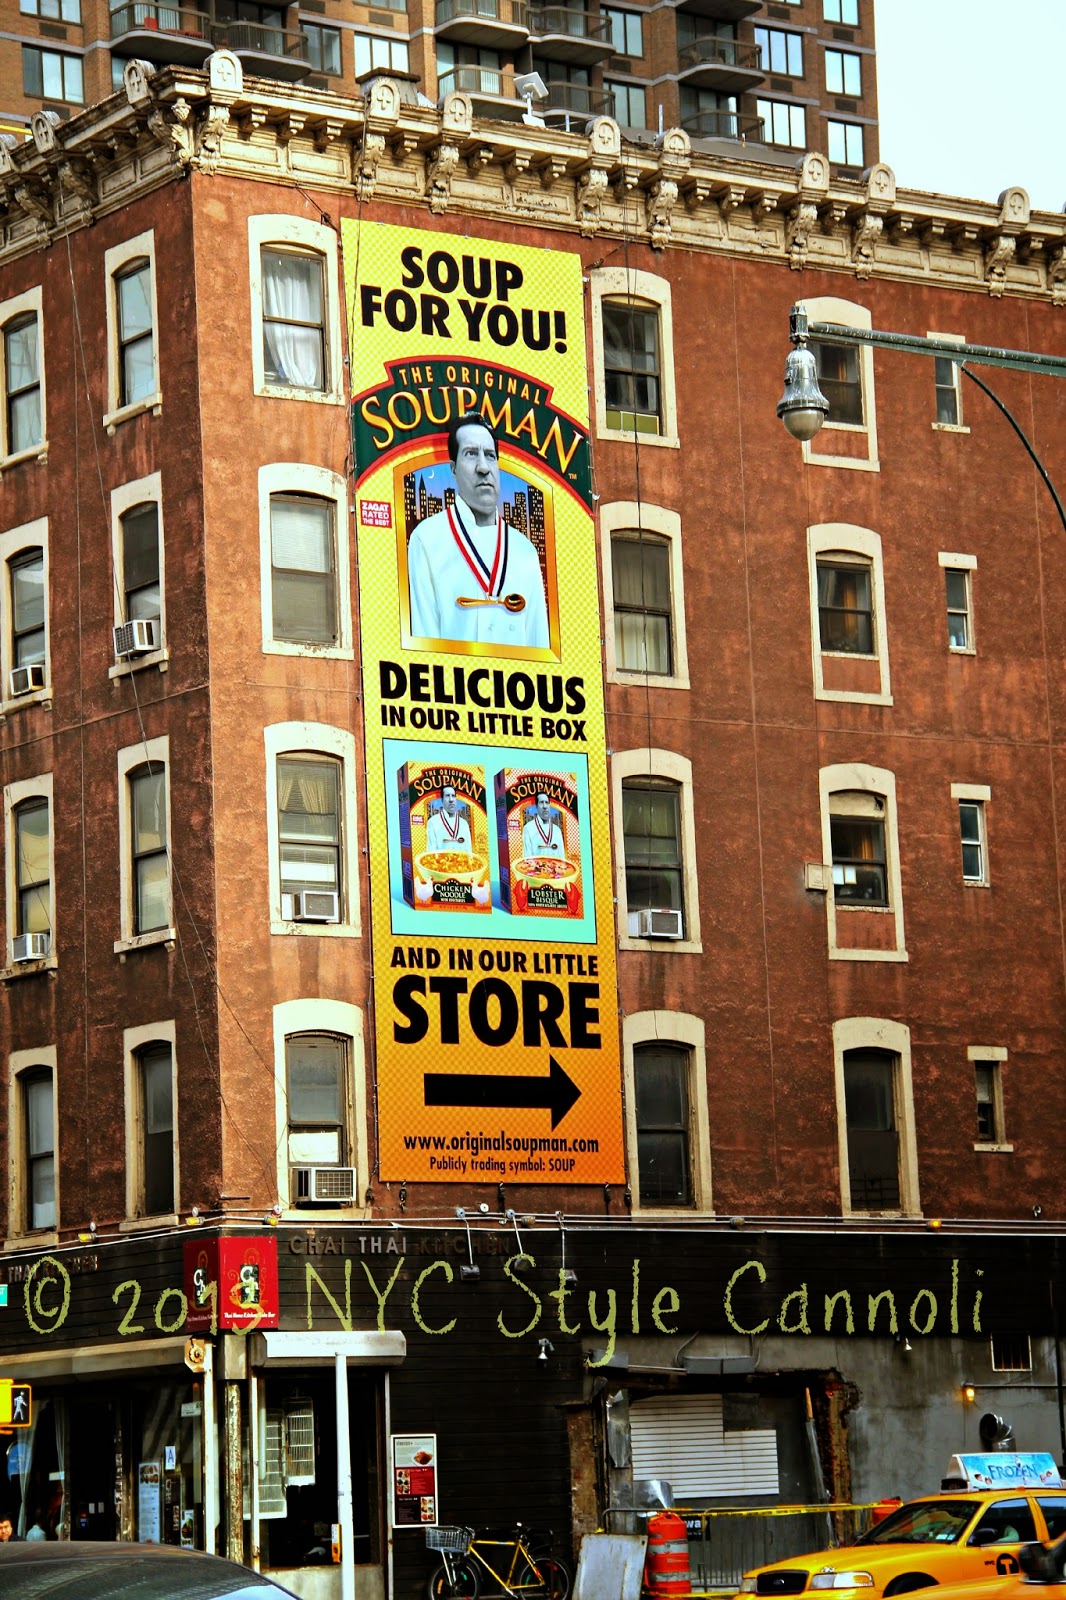 SOUP
FOR YOU!
THE ORIGINAL
SOUPMAN
TM
ZAGAT
RATED
THE BEST
DELICIOUS
IN OUR LITTLE BOX
THE ORIGINAL
SOUPMAN
CHICKEN
NOODLE
THE ORIGINAL
SOUPMAN
LOBSTER
BISQUE
AND IN OUR LITTLE
STORE
www.originalsoupman.com
Publicly trading symbol: SOUP
CHAI THAI KITCHEN
© 2013 NYC Style Cannoli
A
FROZEN
NYC T